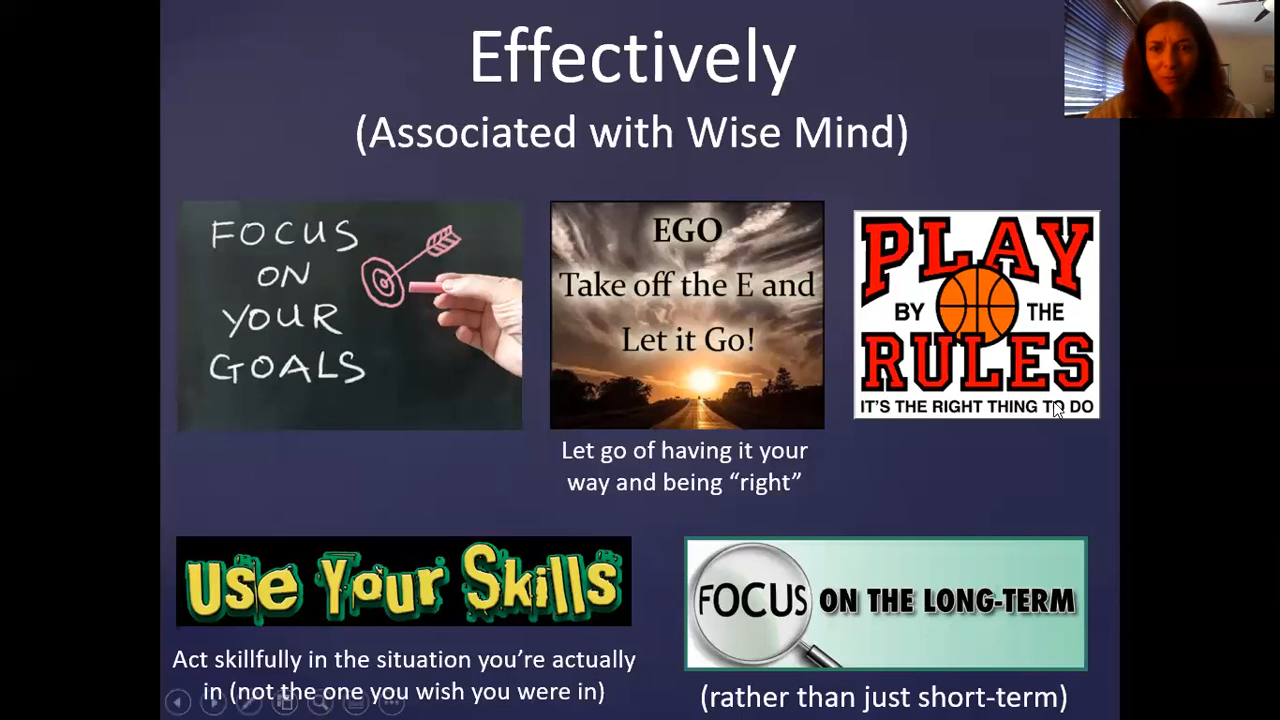 Effectively
(Associated with Wise Mind)
FOCUS
ON
YOUR
GOALS
EGO
Take off the E and
Let it Go!
Let go of having it your
way and being “right”
PLAY
BY THE
RULES
IT'S THE RIGHT THING TO DO
Use Your Skills
Act skillfully in the situation you’re actually
in (not the one you wish you were in)
FOCUS ON THE LONG-TERM
(rather than just short-term)